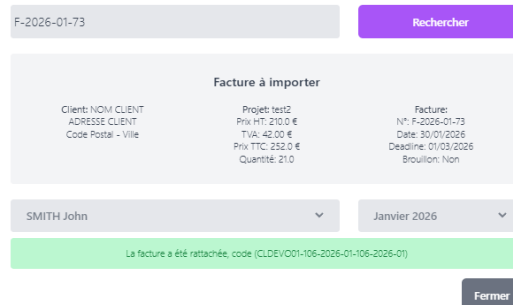 F-2026-01-73
Rechercher
Facture à importer
Client: NOM CLIENT
ADRESSE CLIENT
Code Postal - Ville
Projet: test2
Prix HT: 210.0 €
TVA: 42.00 €
Prix TTC: 252.0 €
Quantité: 21.0
Facture:
N°: F-2026-01-73
Date: 30/01/2026
Deadline: 01/03/2026
Brouillon: Non
SMITH John
Janvier 2026
La facture a été rattachée, code (CLDEVO01-106-2026-01-106-2026-01)
Fermer